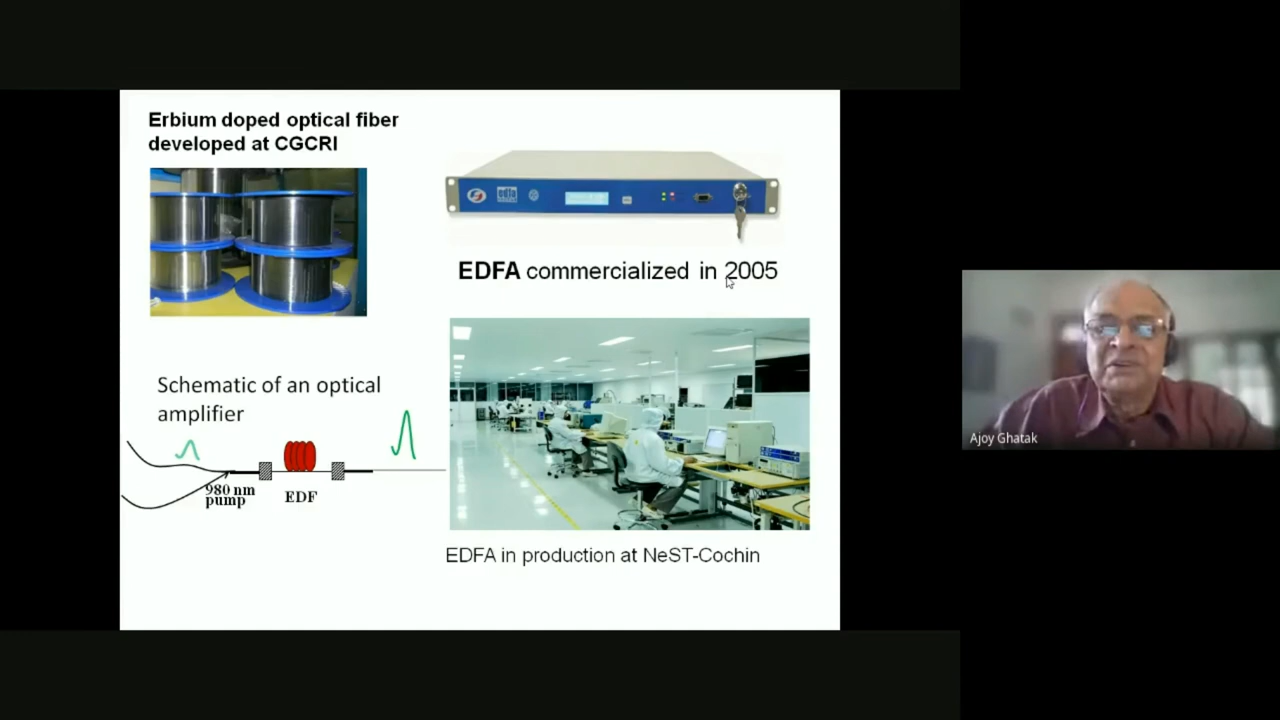 Erbium doped optical fiber
developed at CGCRI
edfa
EDFA commercialized in 2005
Schematic of an optical
amplifier
980 nm
pump
EDF
EDFA in production at NeST-Cochin
Ajoy Ghatak